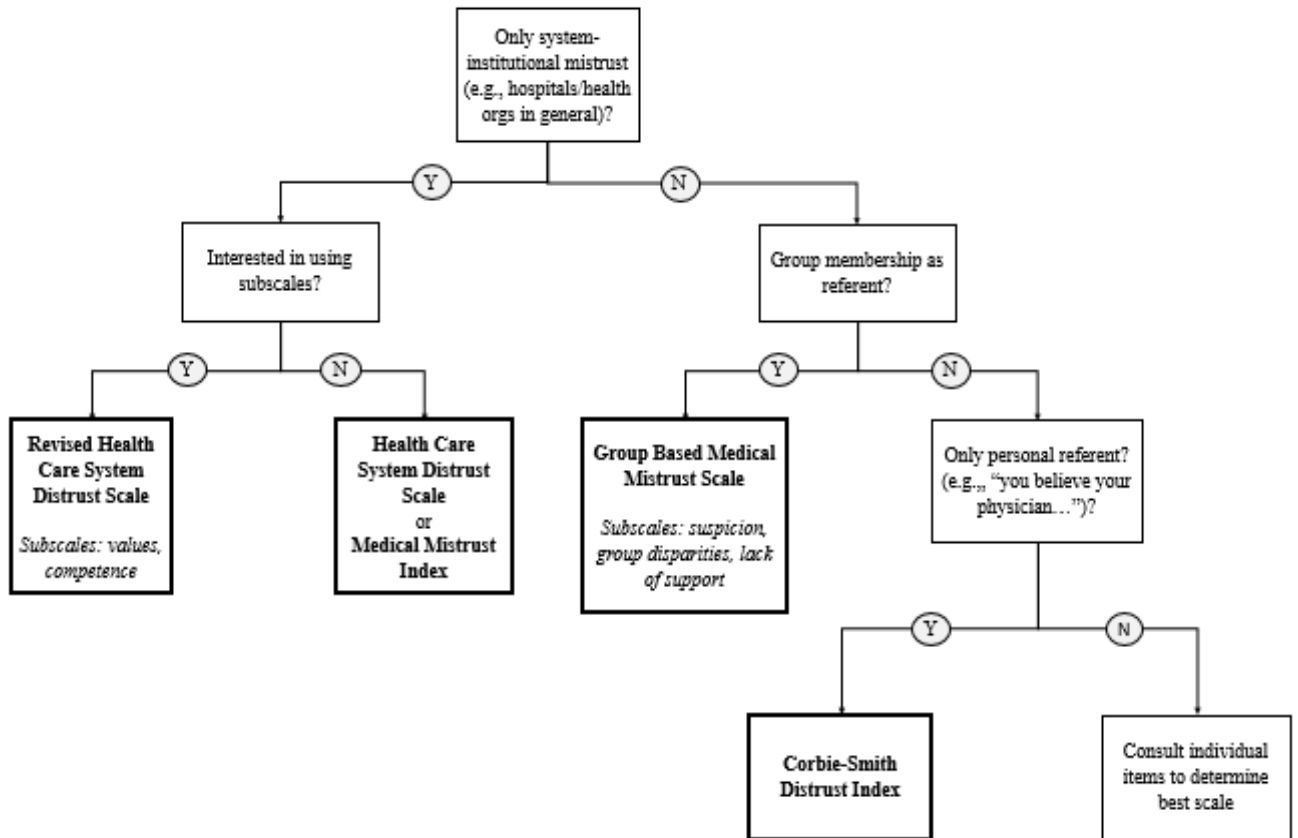 Only system-
institutional mistrust
(e.g., hospitals/health
orgs in general)?
Y
N
Interested in using
subscales?
Group membership as
referent?
Y
N
Y
N
Revised Health
Care System
Distrust Scale
Subscales: values,
competence
Health Care
System Distrust
Scale
or
Medical Mistrust
Index
Group Based Medical
Mistrust Scale
Subscales: suspicion,
group disparities, lack
of support
Only personal referent?
(e.g.,, “you believe your
physician…”)?
Y
N
Corbie-Smith
Distrust Index
Consult individual
items to determine
best scale